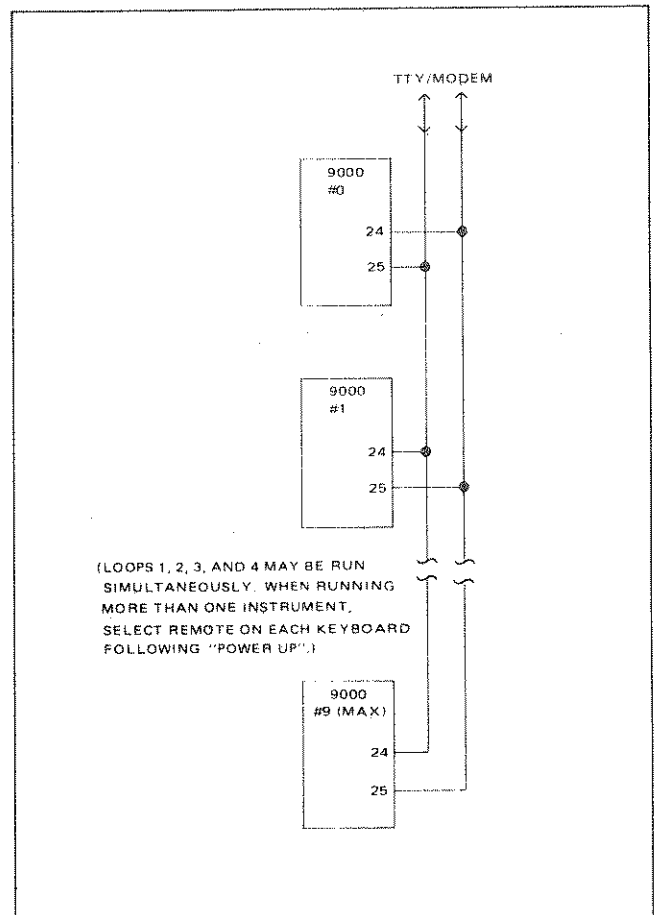 TTY/MODEM
9000
#0
24
25
9000
#1
24
25
(LOOPS 1, 2, 3, AND 4 MAY BE RUN
SIMULTANEOUSLY. WHEN RUNNING
MORE THAN ONE INSTRUMENT,
SELECT REMOTE ON EACH KEYBOARD
FOLLOWING "POWER UP".)
9000
#9 (MAX)
24
25